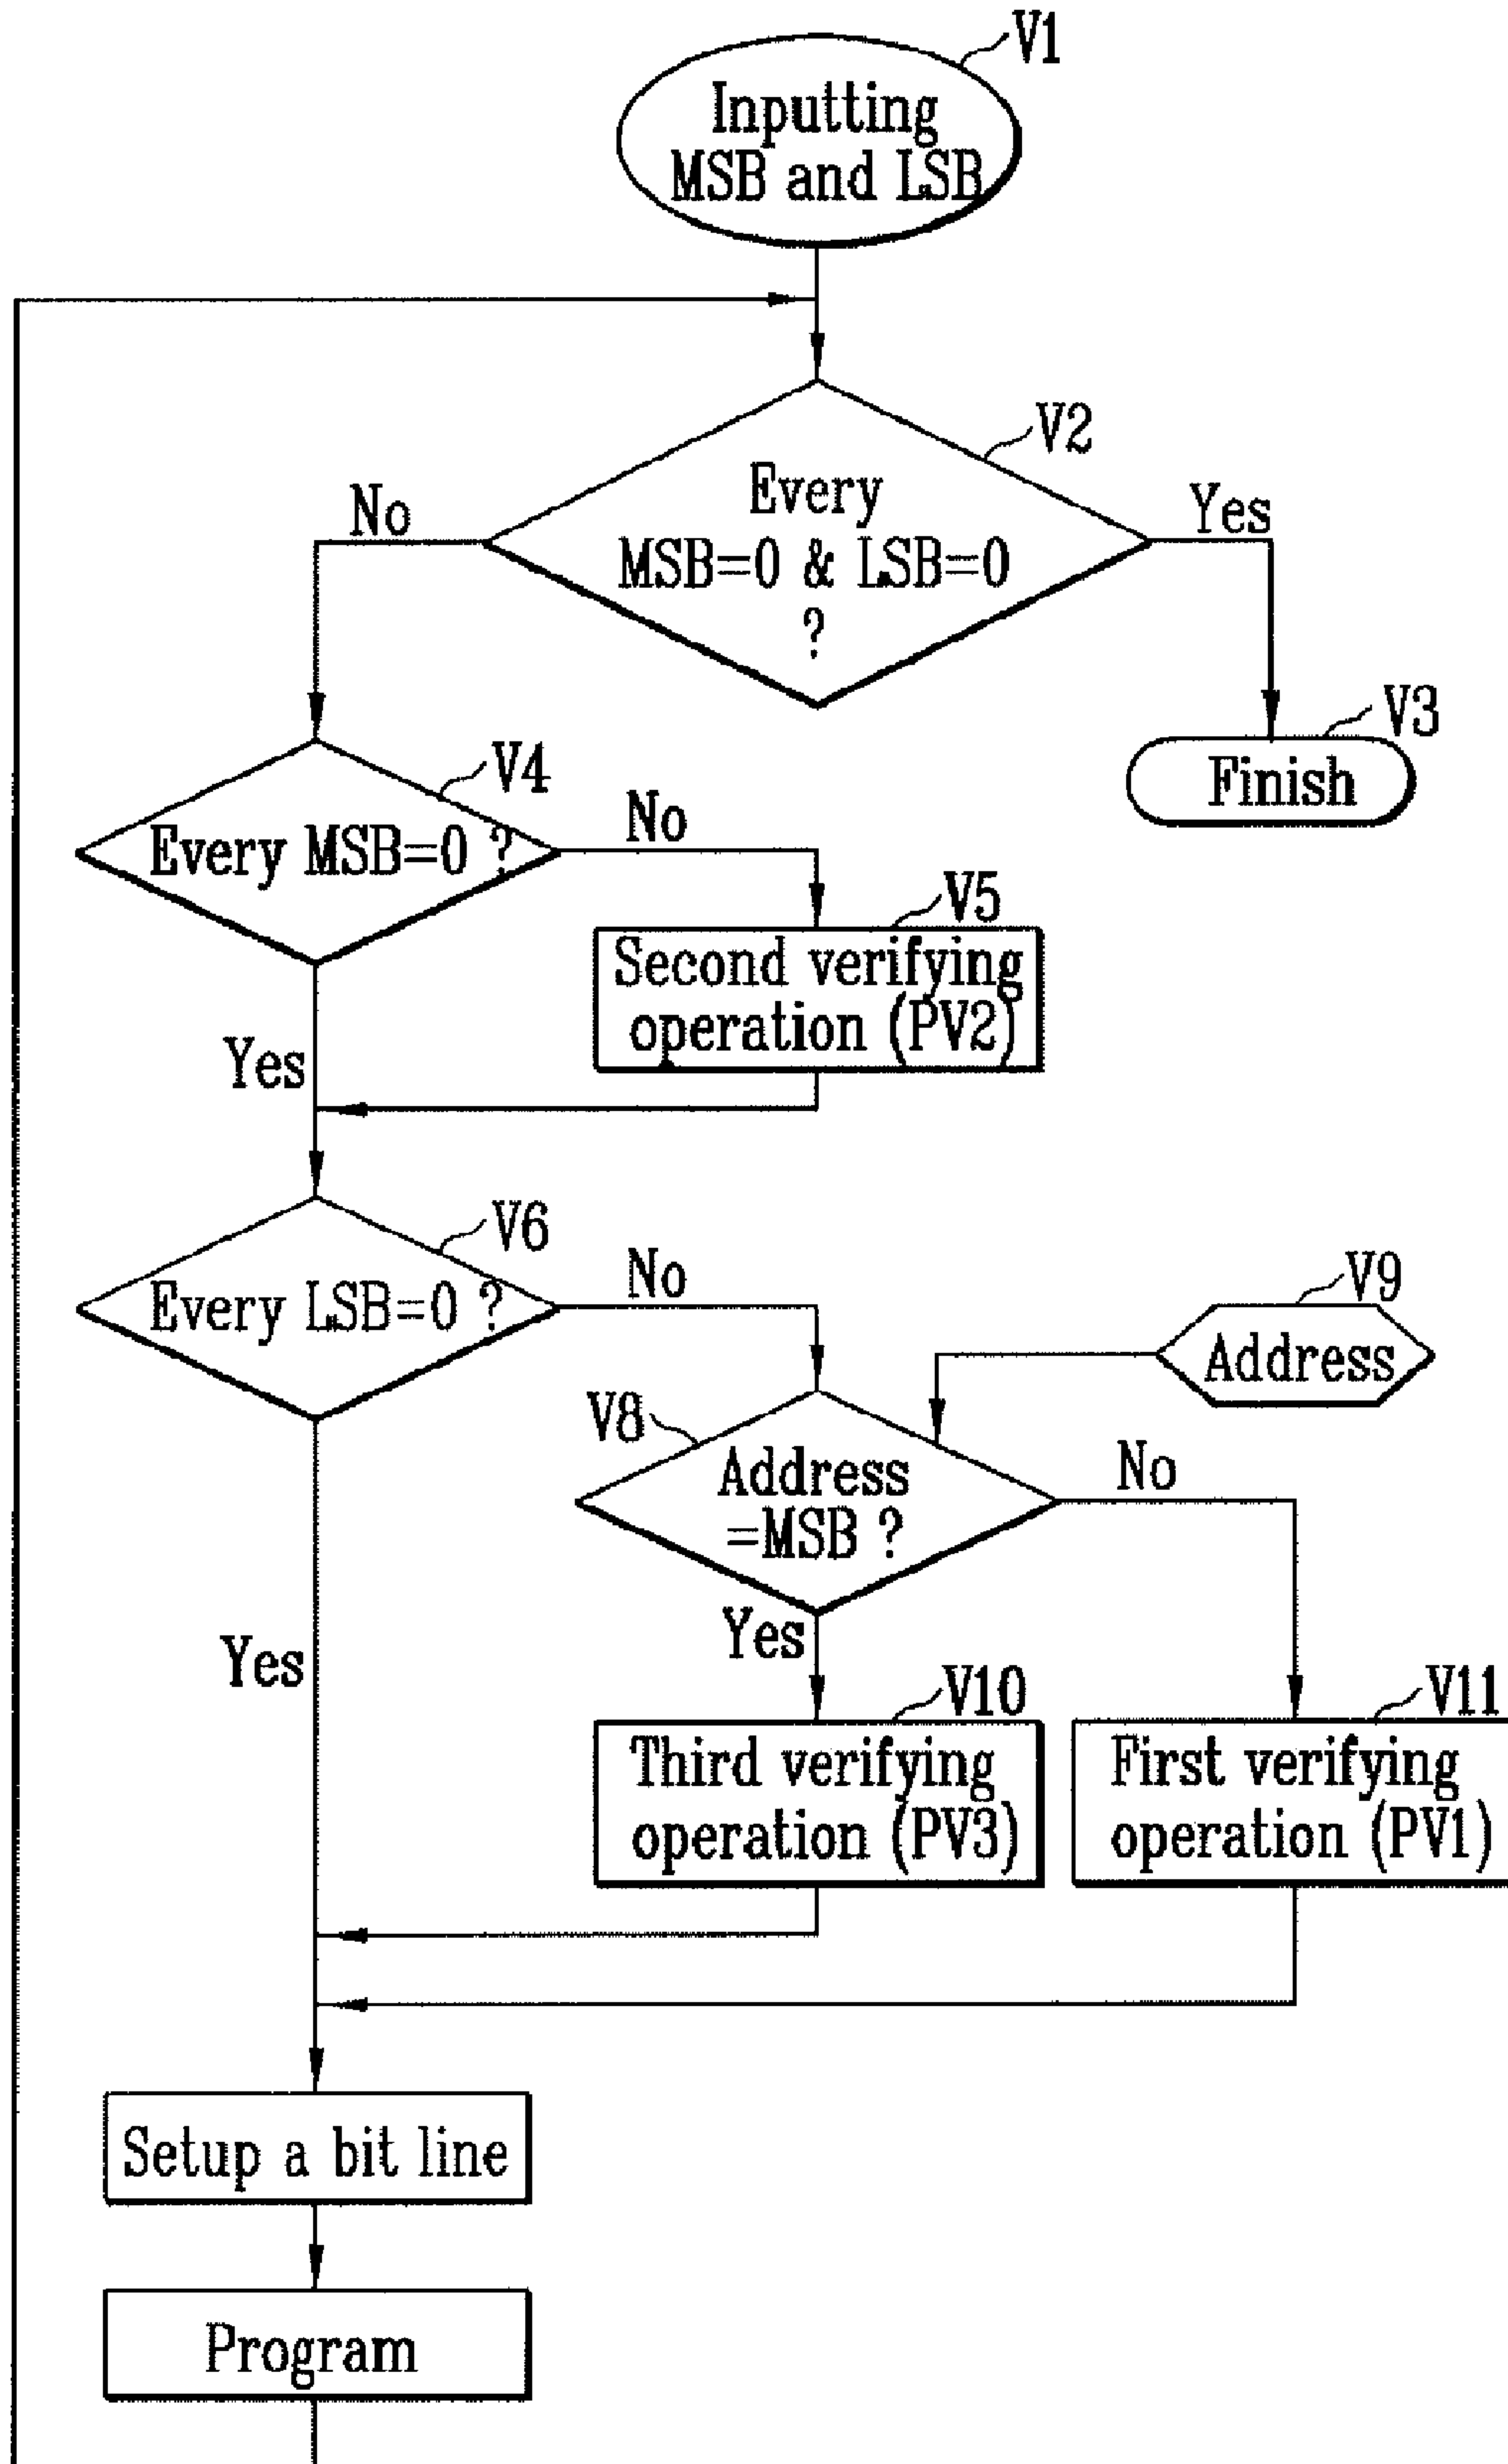 V1
Inputting
MSB and LSB
V2
Every
MSB=0 & LSB=0
?
No
Yes
V3
Finish
V4
Every MSB=0 ?
No
V5
Second verifying
operation (PV2)
Yes
V6
Every LSB=0 ?
No
V9
Address
V8
Address
=MSB ?
No
Yes
Yes
V10
Third verifying
operation (PV3)
V11
First verifying
operation (PV1)
Setup a bit line
Program